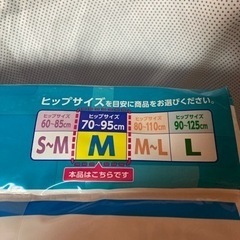 ヒップサイズを目安に商品をお選びください。
ヒップサイズ 60~85cm S~M
ヒップサイズ 70~95cm M
ヒップサイズ 80~110cm M~L
ヒップサイズ 90~125cm L
本品はこちらです